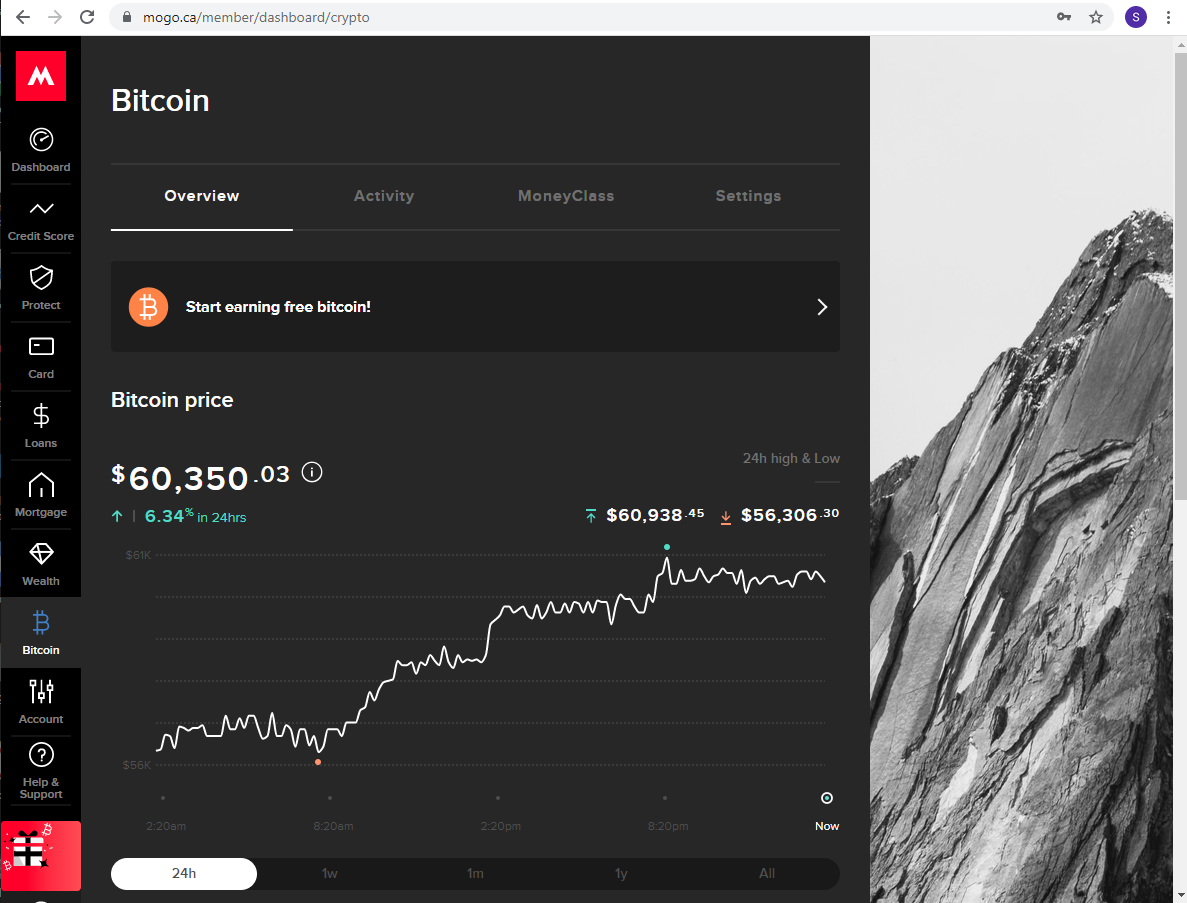 mogo.ca/member/dashboard/crypto
S
M
Dashboard
Credit Score
Protect
Card
Loans
Mortgage
Wealth
Bitcoin
Account
Help &
Support
Bitcoin
Overview Activity MoneyClass Settings
Start earning free bitcoin!
Bitcoin price
24h high & Low
$60,350.03
6.34% in 24hrs
$60,938.45 $56,306.30
$61K
$56K
2:20am 8:20am 2:20pm 8:20pm Now
24h 1w 1m 1y All